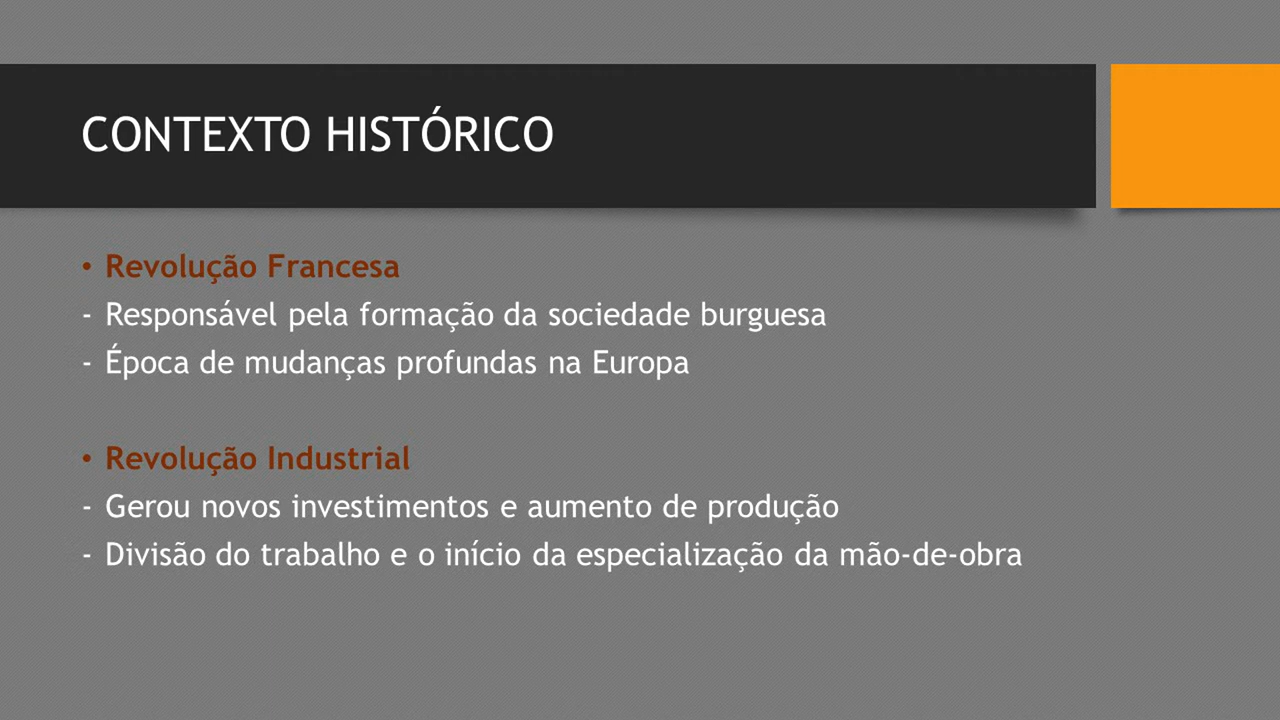 CONTEXTO HISTÓRICO
• Revolução Francesa
- Responsável pela formação da sociedade burguesa
- Época de mudanças profundas na Europa
• Revolução Industrial
- Gerou novos investimentos e aumento de produção
- Divisão do trabalho e o início da especialização da mão-de-obra